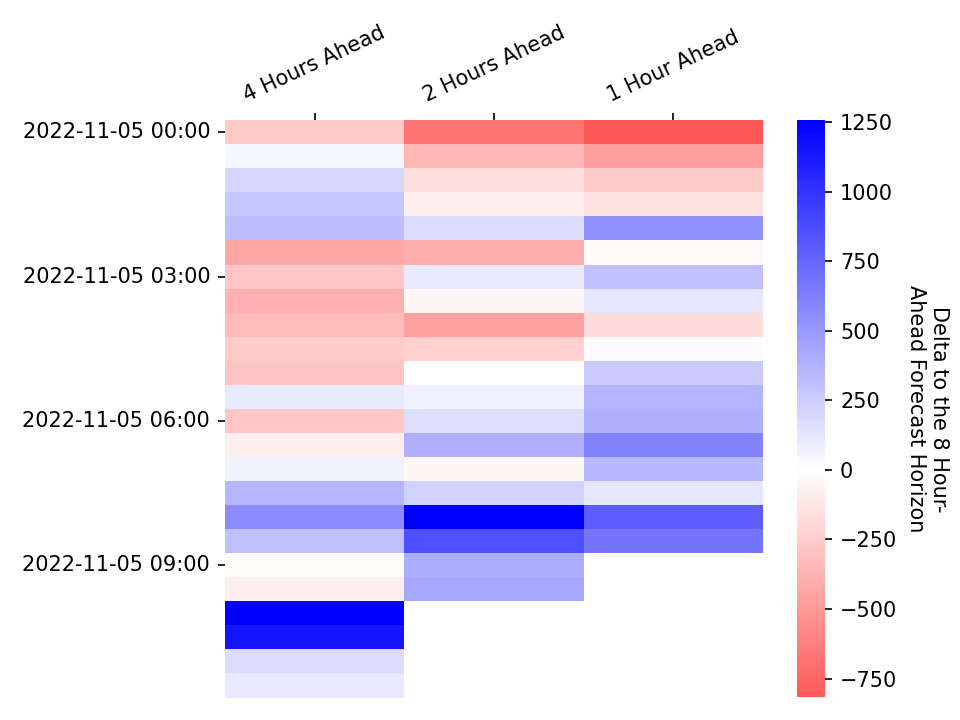 4 Hours Ahead
2 Hours Ahead
1 Hour Ahead
2022-11-05 00:00
2022-11-05 03:00
2022-11-05 06:00
2022-11-05 09:00
1250
1000
750
500
250
0
−250
−500
−750
Delta to the 8 Hour-
Ahead Forecast Horizon